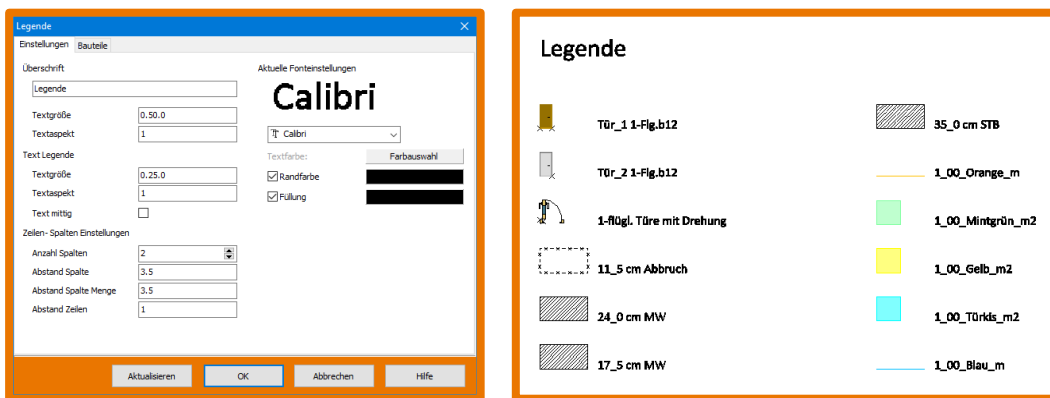 Legende
Einstellungen Bauteile
Überschrift
Legende
Textgröße 0.50.0
Textaspekt 1
Text Legende
Textgröße 0.25.0
Textaspekt 1
Text mittig
Zeilen- Spalten Einstellungen
Anzahl Spalten 2
Abstand Spalte 3.5
Abstand Spalte Menge 3.5
Abstand Zeilen 1
Aktuelle Fonteinstellungen
Calibri
Calibri
Textfarbe: Farbauswahl
Randfarbe
Füllung
Aktualisieren OK Abbrechen Hilfe
Legende
Tür_1 1-Flg.b12
Tür_2 1-Flg.b12
1-flügl. Türe mit Drehung
11_5 cm Abbruch
24_0 cm MW
17_5 cm MW
35_0 cm STB
1_00_Orange_m
1_00_Mintgrün_m2
1_00_Gelb_m2
1_00_Türkis_m2
1_00_Blau_m